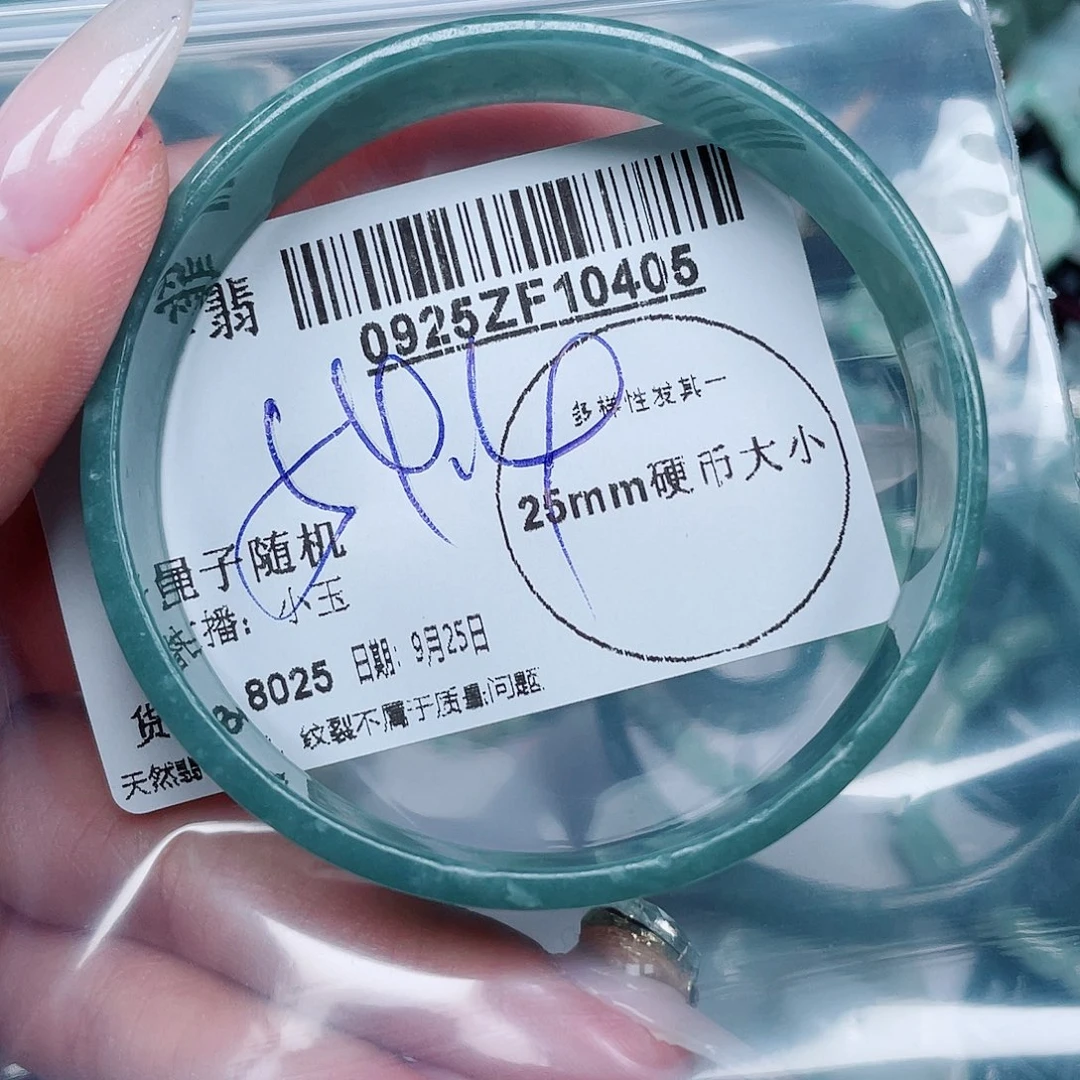 翡
0925ZF10405
多样性发其一
25mm硬币大小
量子随机
播: 小玉
8025 日期: 9月25日
货
纹裂不属于质量问题
天然翡